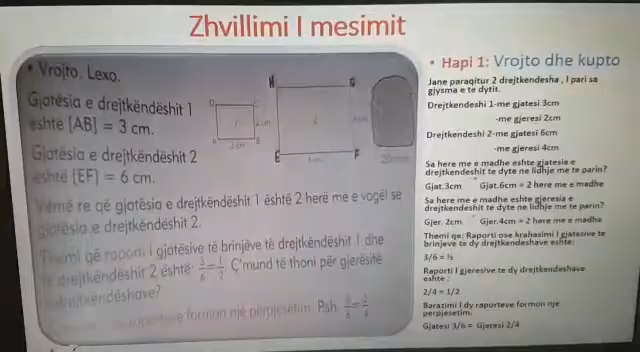 Zhvillimi I mesimit
• Vrojto, Lexo.
Gjatësia e drejtkëndëshit 1
është [AB] = 3 cm.
Gjatësia e drejtkëndëshit 2
është [EF] = 6 cm.
re që gjatësia e drejtkëndëshit 1 është 2 herë me e vogël se
gjatësia e drejtkëndëshit 2.
Themi që raporti i gjatësive të brinjëve të drejtkëndëshit 1 dhe
drejtkëndëshit 2 është: 3/6 = 1/2. Ç'mund të thoni për gjerësitë
e drejtkëndëshave?
raporteve formon një përpjesëtim. Psh.
E
F
• Hapi 1: Vrojto dhe kupto
Jane paraqitur 2 drejtkendesha , I pari sa
gjysma e te dytit.
Drejtkendeshi 1-me gjatesi 3cm
-me gjeresi 2cm
Drejtkendeshi 2-me gjatesi 6cm
-me gjeresi 4cm
Sa here me e madhe eshte gjatesia e
drejtkendeshit te dyte ne lidhje me te parin?
Gjat.3cm Gjat.6cm = 2 here me e madhe
Sa here me e madhe eshte gjeresia e
drejtkendeshit te dyte ne lidhje me te parin?
Gjer. 2cm Gjer.4cm = 2 here me e madhe
Themi qe: Raporti ose krahasimi I gjatesive te
brinjeve te dy drejtkendeshave eshte:
3/6 = ½
Raporti I gjeresive te dy drejtkendeshave
eshte :
2/4 = 1/2
Barazimi I dy raporteve formon nje
perpjesetim.
Gjatesi 3/6 = Gjeresi 2/4